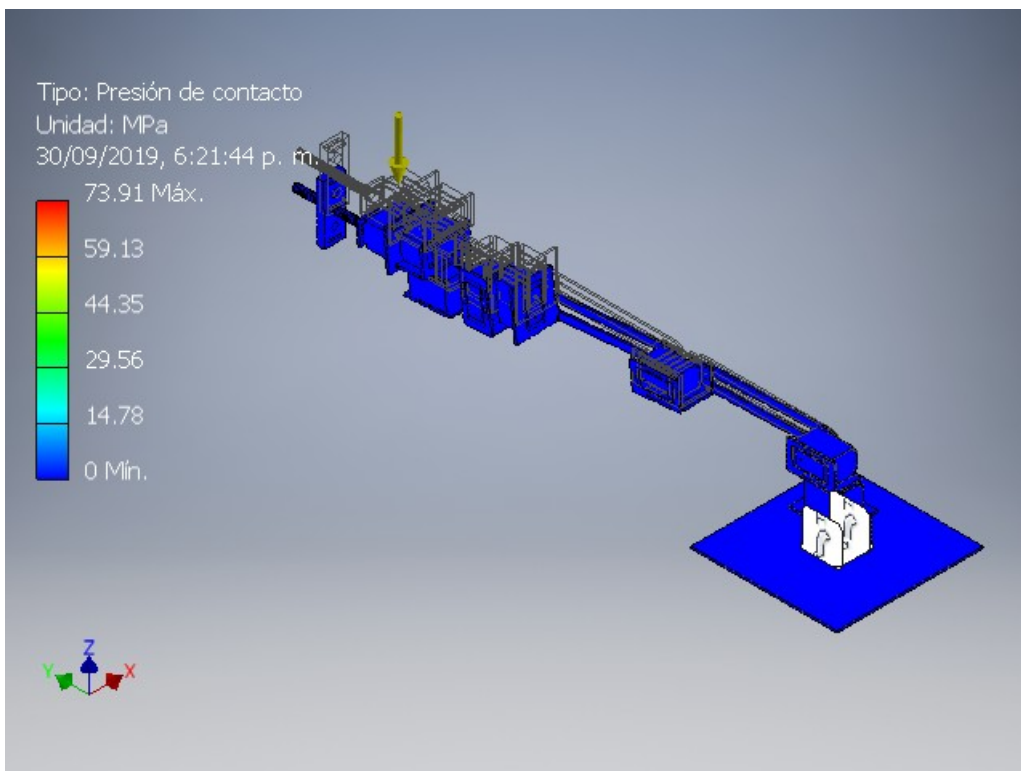 Tipo: Presión de contacto
Unidad: MPa
30/09/2019, 6:21:44 p. m.
73.91 Máx.
59.13
44.35
29.56
14.78
0 Mín.
Z
Y X